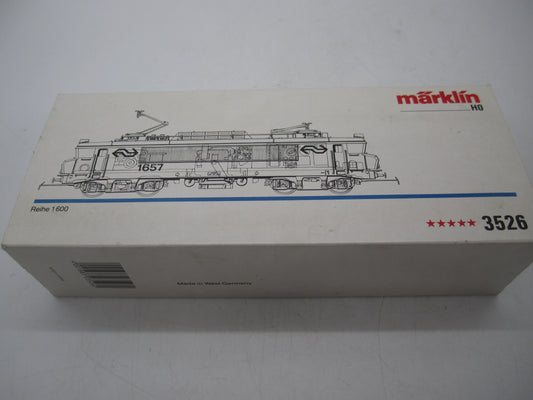 märklin
H0
1657
Reihe 1600
★★★★★ 3526
Made in West Germany